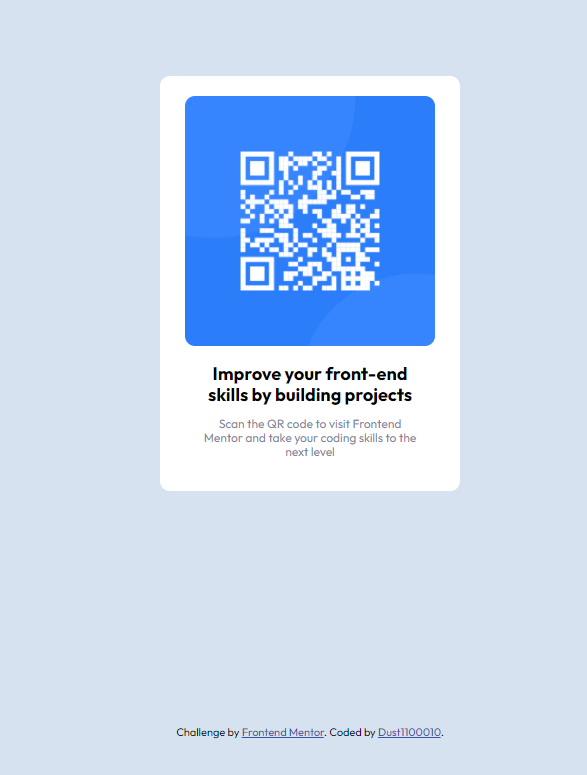 Improve your front-end
skills by building projects
Scan the QR code to visit Frontend
Mentor and take your coding skills to the
next level
Challenge by Frontend Mentor. Coded by Dust1100010.